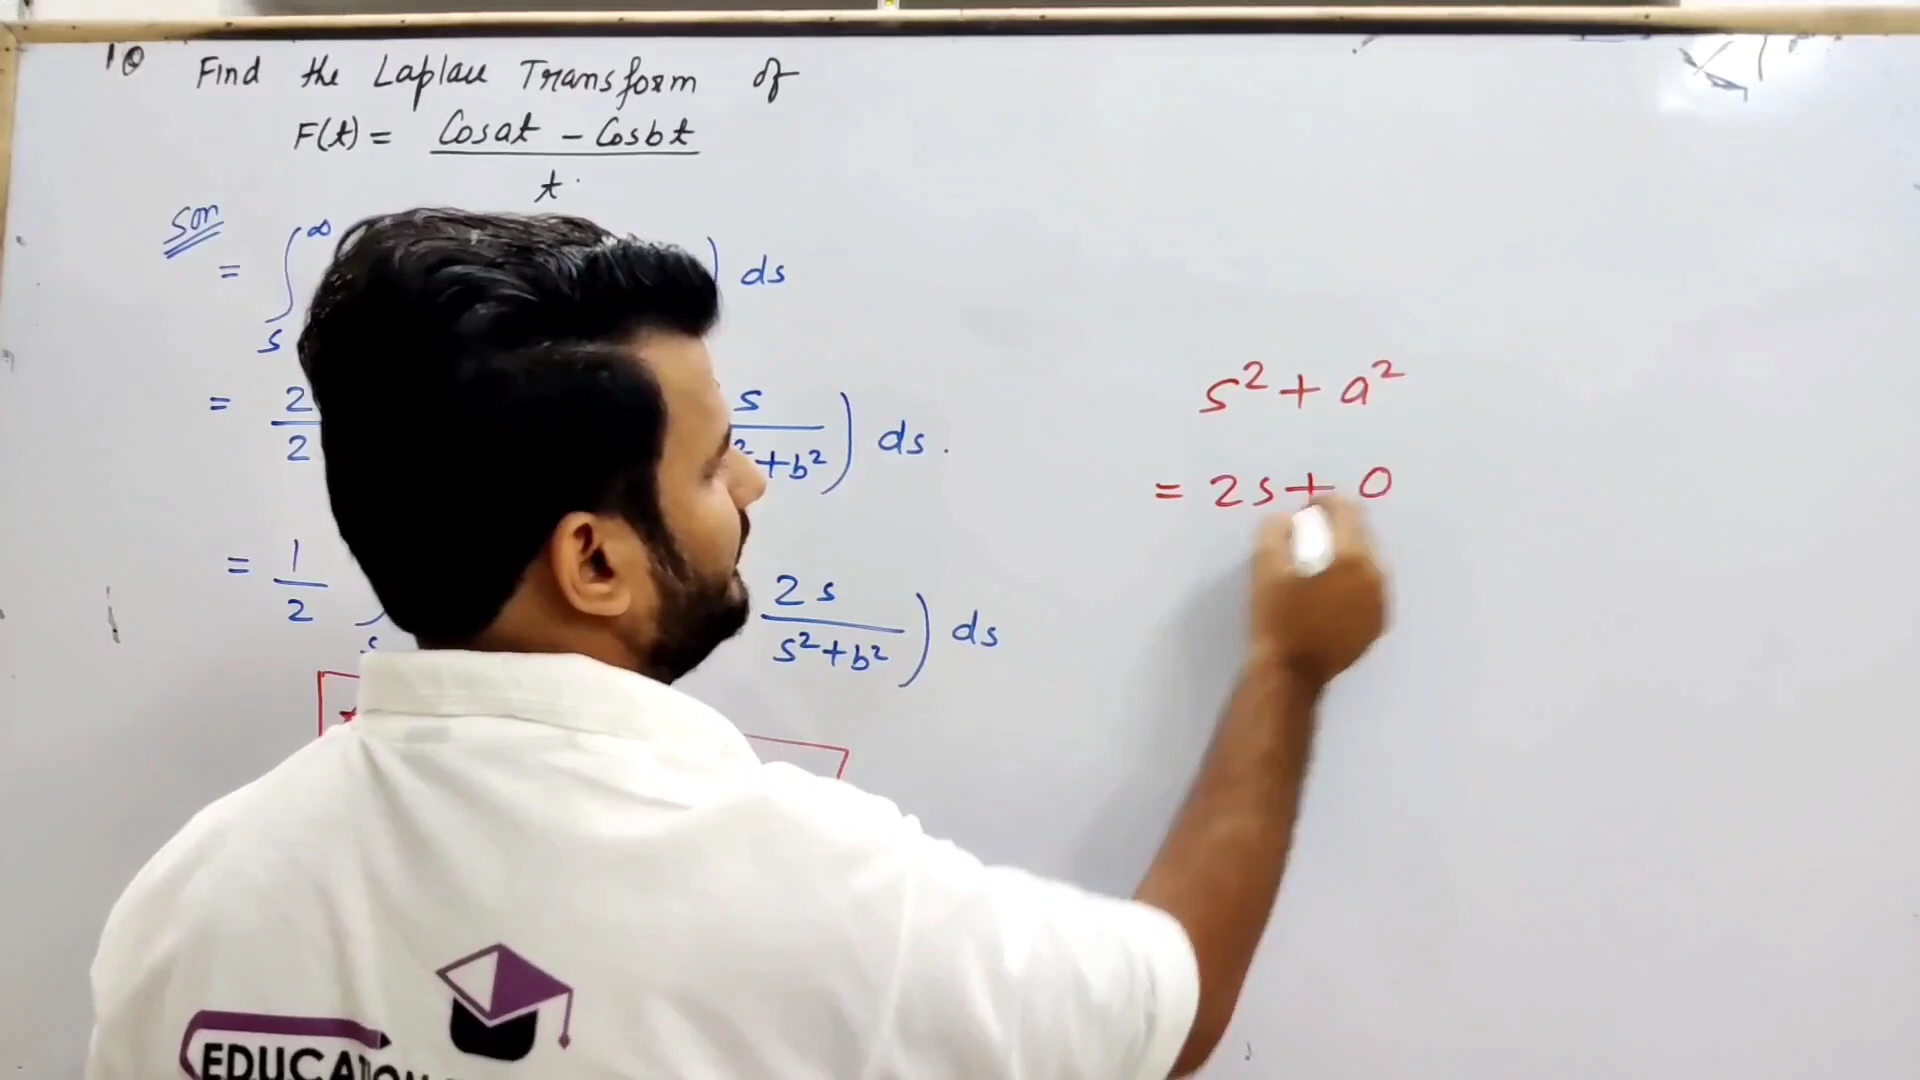 1Q Find the Laplace Transform of
F(t) = Cosat - Cosbt
t
Son
= ∫ ∞ s ) ds
= 2/2 s/²+b² ) ds.
= 1/2 s 2s/s²+b² ) ds
s² + a²
= 2s + 0
EDUCATION